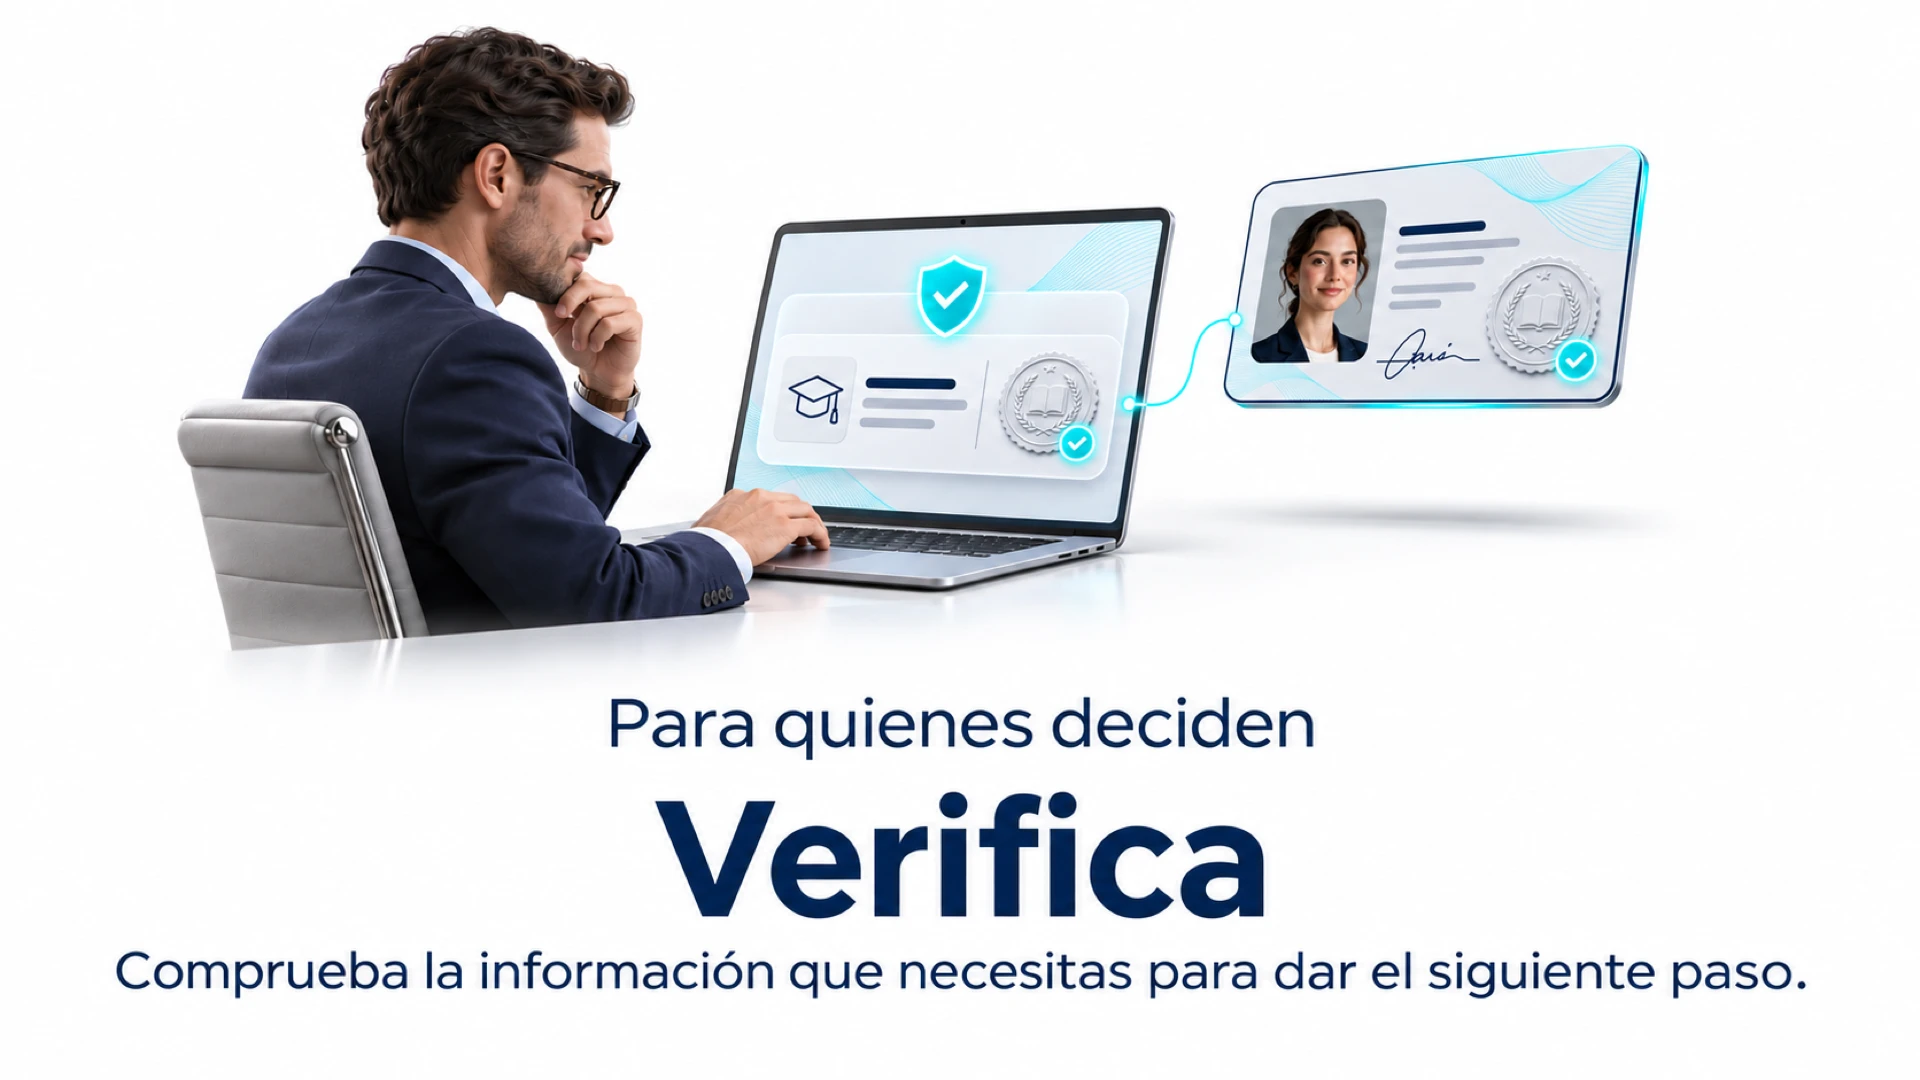 Para quienes deciden
Verifica
Comprueba la información que necesitas para dar el siguiente paso.